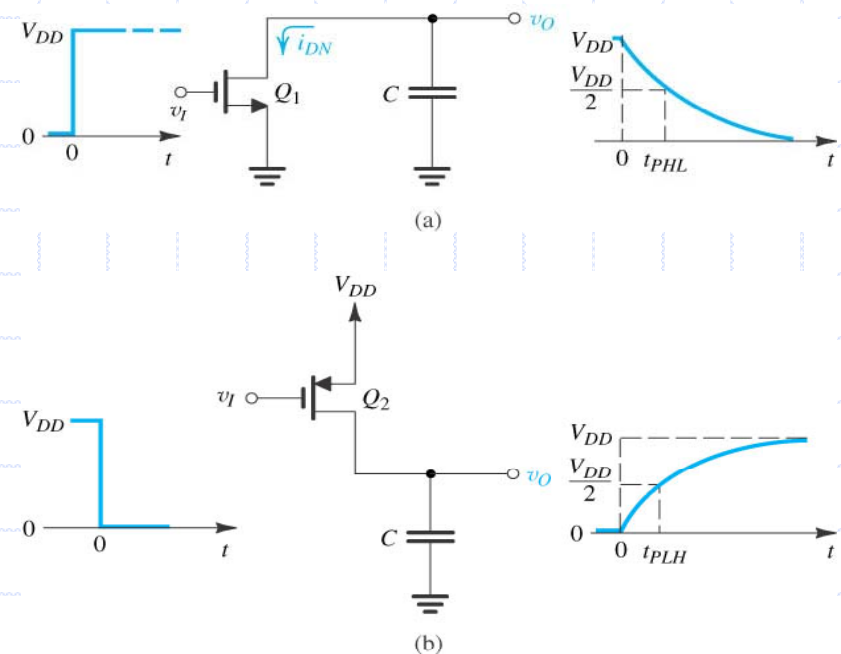 V_DD
0
0
t
v_I
i_DN
Q_1
C
v_O
V_DD
V_DD
2
0 t_PHL
t
(a)
V_DD
v_I
Q_2
V_DD
0
0
t
C
v_O
V_DD
V_DD
2
0
0 t_PLH
t
(b)